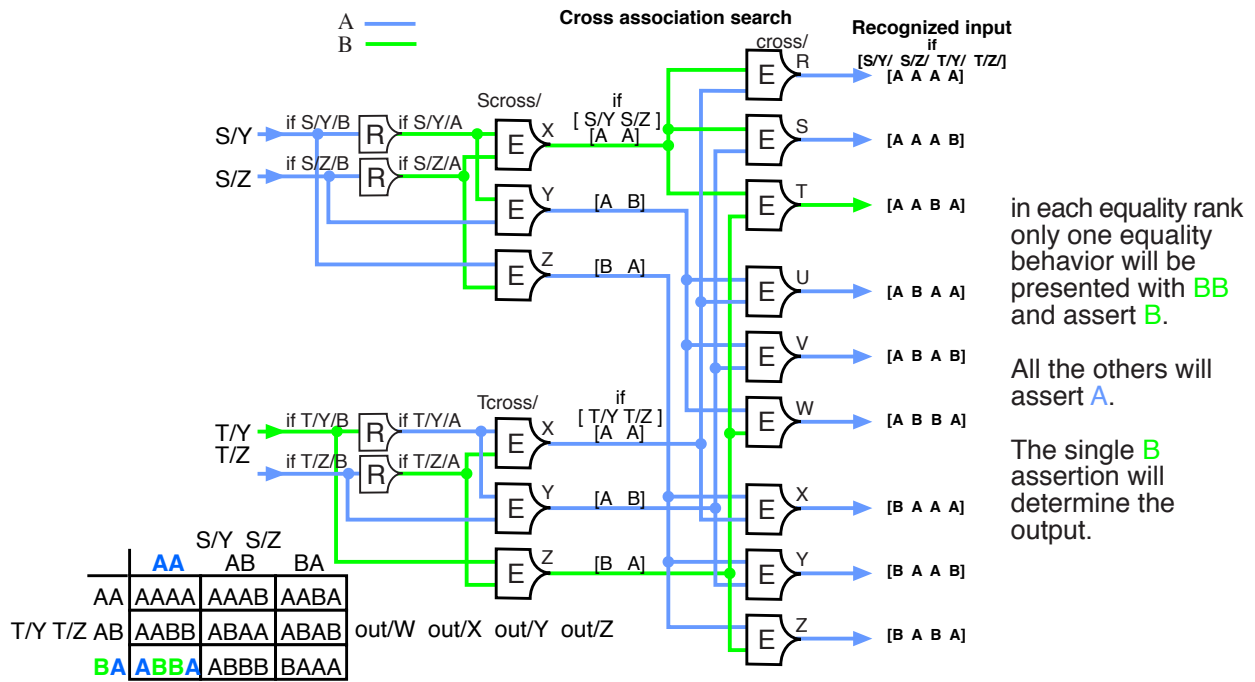 Cross association search
Recognized input
if
[S/Y/ S/Z/ T/Y/ T/Z/]
A
B
S/Y
if S/Y/B
R
if S/Y/A
S/Z
if S/Z/B
R
if S/Z/A
Scross/
E X
E Y
E Z
if
[ S/Y S/Z ]
[A A]
[A B]
[B A]
T/Y
if T/Y/B
R
if T/Y/A
T/Z
if T/Z/B
R
if T/Z/A
Tcross/
E X
E Y
E Z
if
[ T/Y T/Z ]
[A A]
[A B]
[B A]
cross/
E R [A A A A]
E S [A A A B]
E T [A A B A]
E U [A B A A]
E V [A B A B]
E W [A B B A]
E X [B A A A]
E Y [B A A B]
E Z [B A B A]
in each equality rank
only one equality
behavior will be
presented with BB
and assert B.
All the others will
assert A.
The single B
assertion will
determine the
output.
S/Y S/Z
AA AB BA
AA AAAA AAAB AABA
T/Y T/Z AB AABB ABAA ABAB
BA ABBA ABBB BAAA
out/W out/X out/Y out/Z